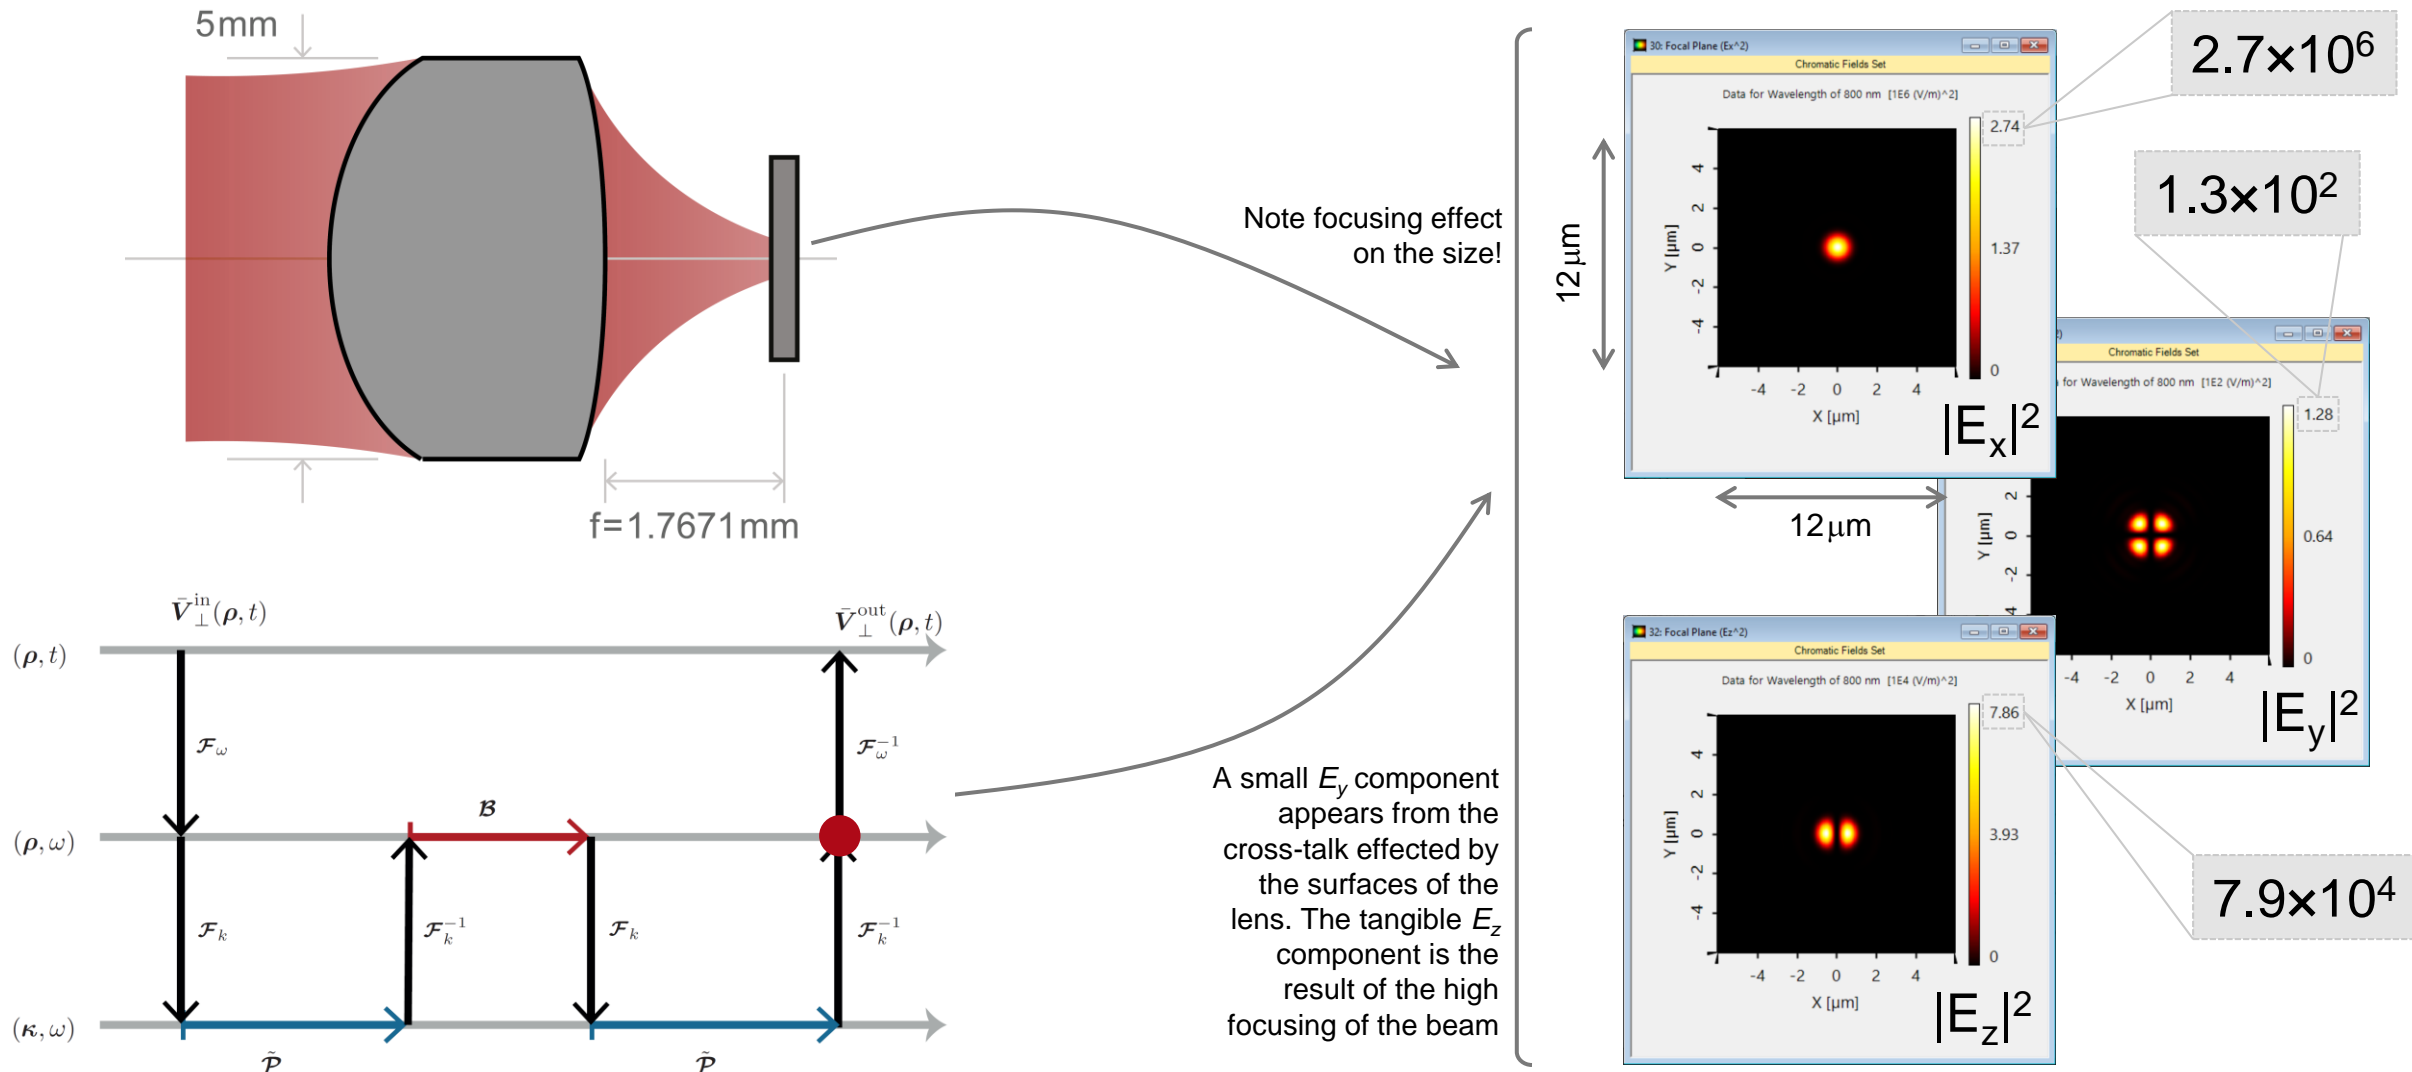 5mm
f=1.7671mm
Note focusing effect
on the size!
V̄⊥^in(ρ, t)
V̄⊥^out(ρ, t)
(ρ, t)
ℱω
ℱω^−1
ℬ
(ρ, ω)
ℱk
ℱk^−1
ℱk
ℱk^−1
(κ, ω)
𝒫̃
𝒫̃
A small Ey component
appears from the
cross-talk effected by
the surfaces of the
lens. The tangible Ez
component is the
result of the high
focusing of the beam
12 µm
12 µm
30: Focal Plane (Ex^2)
Chromatic Fields Set
Data for Wavelength of 800 nm [1E6 (V/m)^2]
2.74
1.37
0
4
2
0
-2
-4
Y [µm]
-4 -2 0 2 4
X [µm]
|Ex|²
2.7×10⁶
1.3×10²
Chromatic Fields Set
for Wavelength of 800 nm [1E2 (V/m)^2]
1.28
0.64
0
2
0
-2
Y [µm]
-4 -2 0 2 4
X [µm]
|Ey|²
32: Focal Plane (Ez^2)
Chromatic Fields Set
Data for Wavelength of 800 nm [1E4 (V/m)^2]
7.86
3.93
0
4
2
0
-2
-4
Y [µm]
-4 -2 0 2 4
X [µm]
|Ez|²
7.9×10⁴